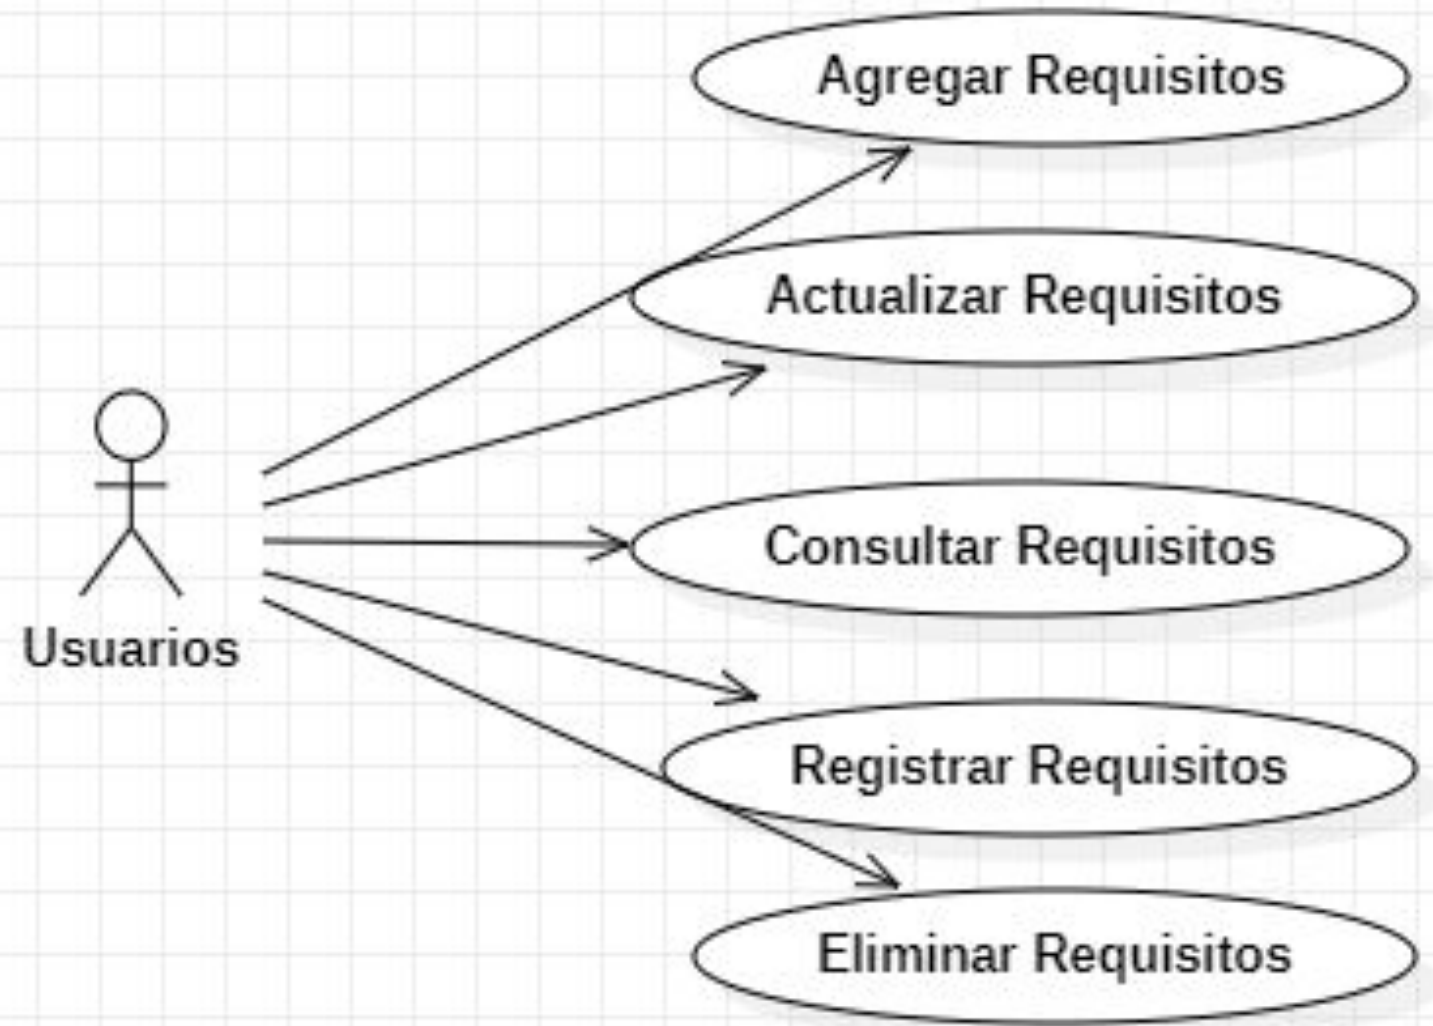 Agregar Requisitos
Actualizar Requisitos
Consultar Requisitos
Usuarios
Registrar Requisitos
Eliminar Requisitos